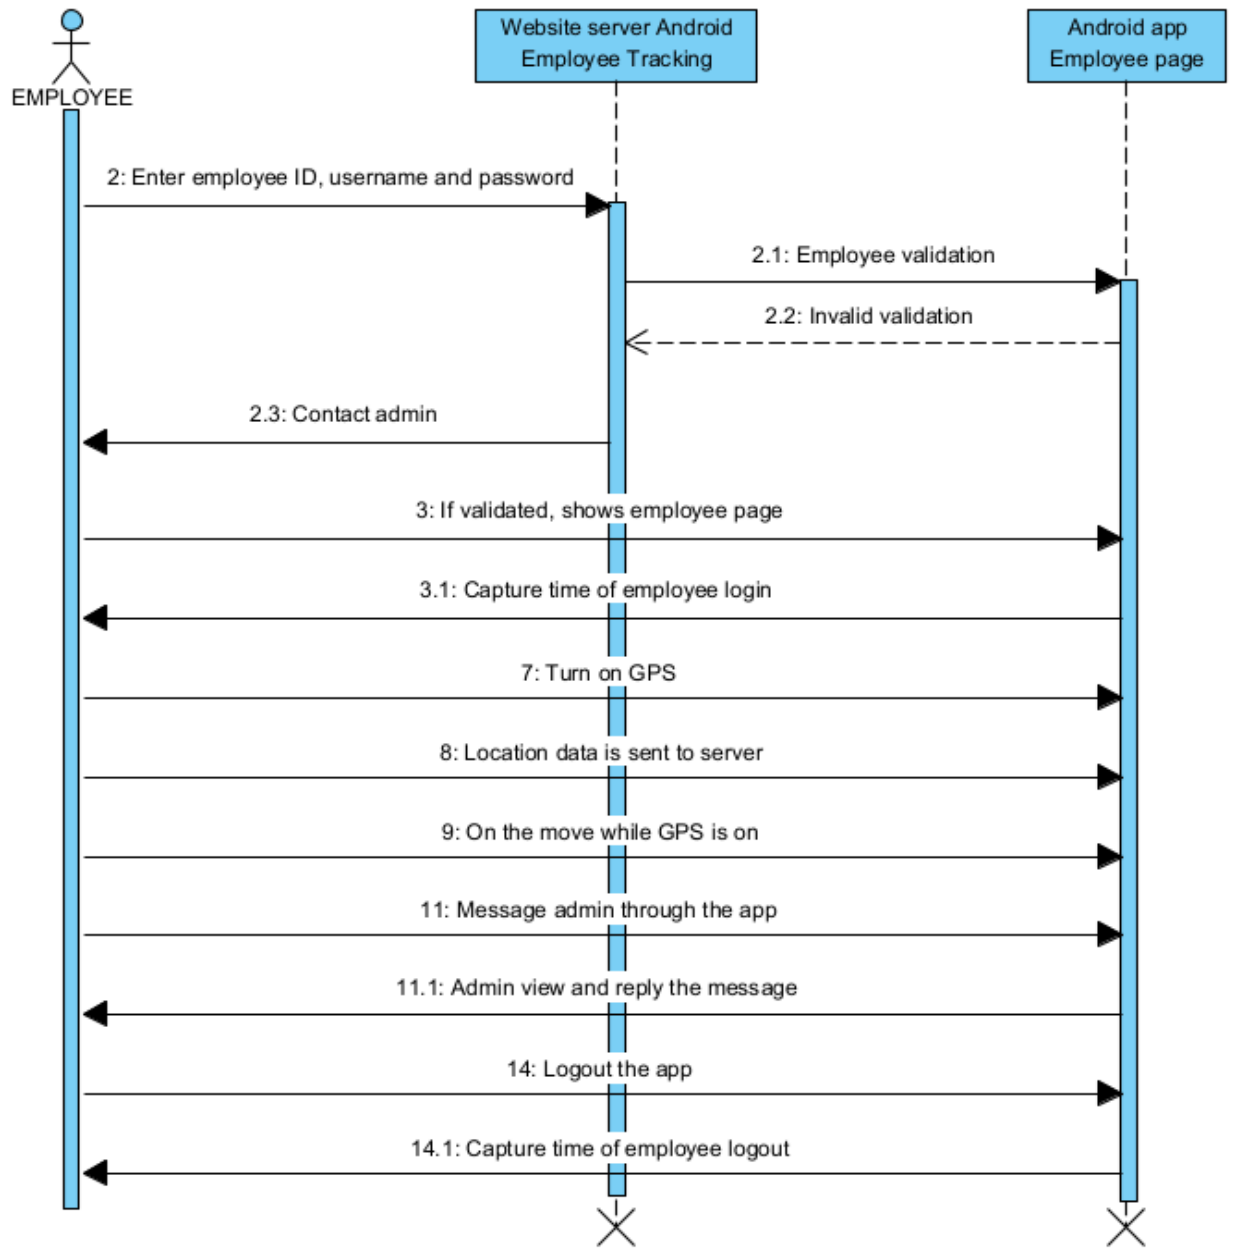 Website server Android
Employee Tracking
Android app
Employee page
EMPLOYEE
2: Enter employee ID, username and password
2.1: Employee validation
2.2: Invalid validation
2.3: Contact admin
3: If validated, shows employee page
3.1: Capture time of employee login
7: Turn on GPS
8: Location data is sent to server
9: On the move while GPS is on
11: Message admin through the app
11.1: Admin view and reply the message
14: Logout the app
14.1: Capture time of employee logout